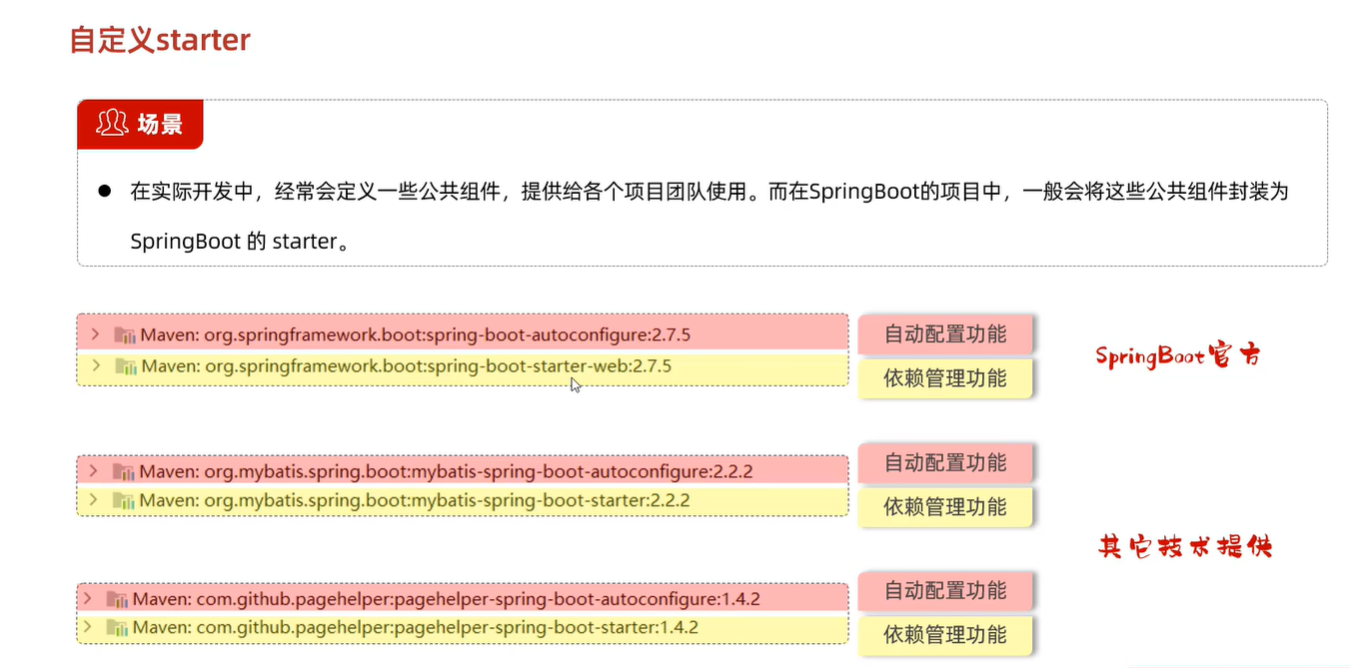 自定义starter
场景
在实际开发中，经常会定义一些公共组件，提供给各个项目团队使用。而在SpringBoot的项目中，一般会将这些公共组件封装为
SpringBoot 的 starter。
Maven: org.springframework.boot:spring-boot-autoconfigure:2.7.5
自动配置功能
Maven: org.springframework.boot:spring-boot-starter-web:2.7.5
依赖管理功能
SpringBoot官方
Maven: org.mybatis.spring.boot:mybatis-spring-boot-autoconfigure:2.2.2
自动配置功能
Maven: org.mybatis.spring.boot:mybatis-spring-boot-starter:2.2.2
依赖管理功能
其它技术提供
Maven: com.github.pagehelper:pagehelper-spring-boot-autoconfigure:1.4.2
自动配置功能
Maven: com.github.pagehelper:pagehelper-spring-boot-starter:1.4.2
依赖管理功能